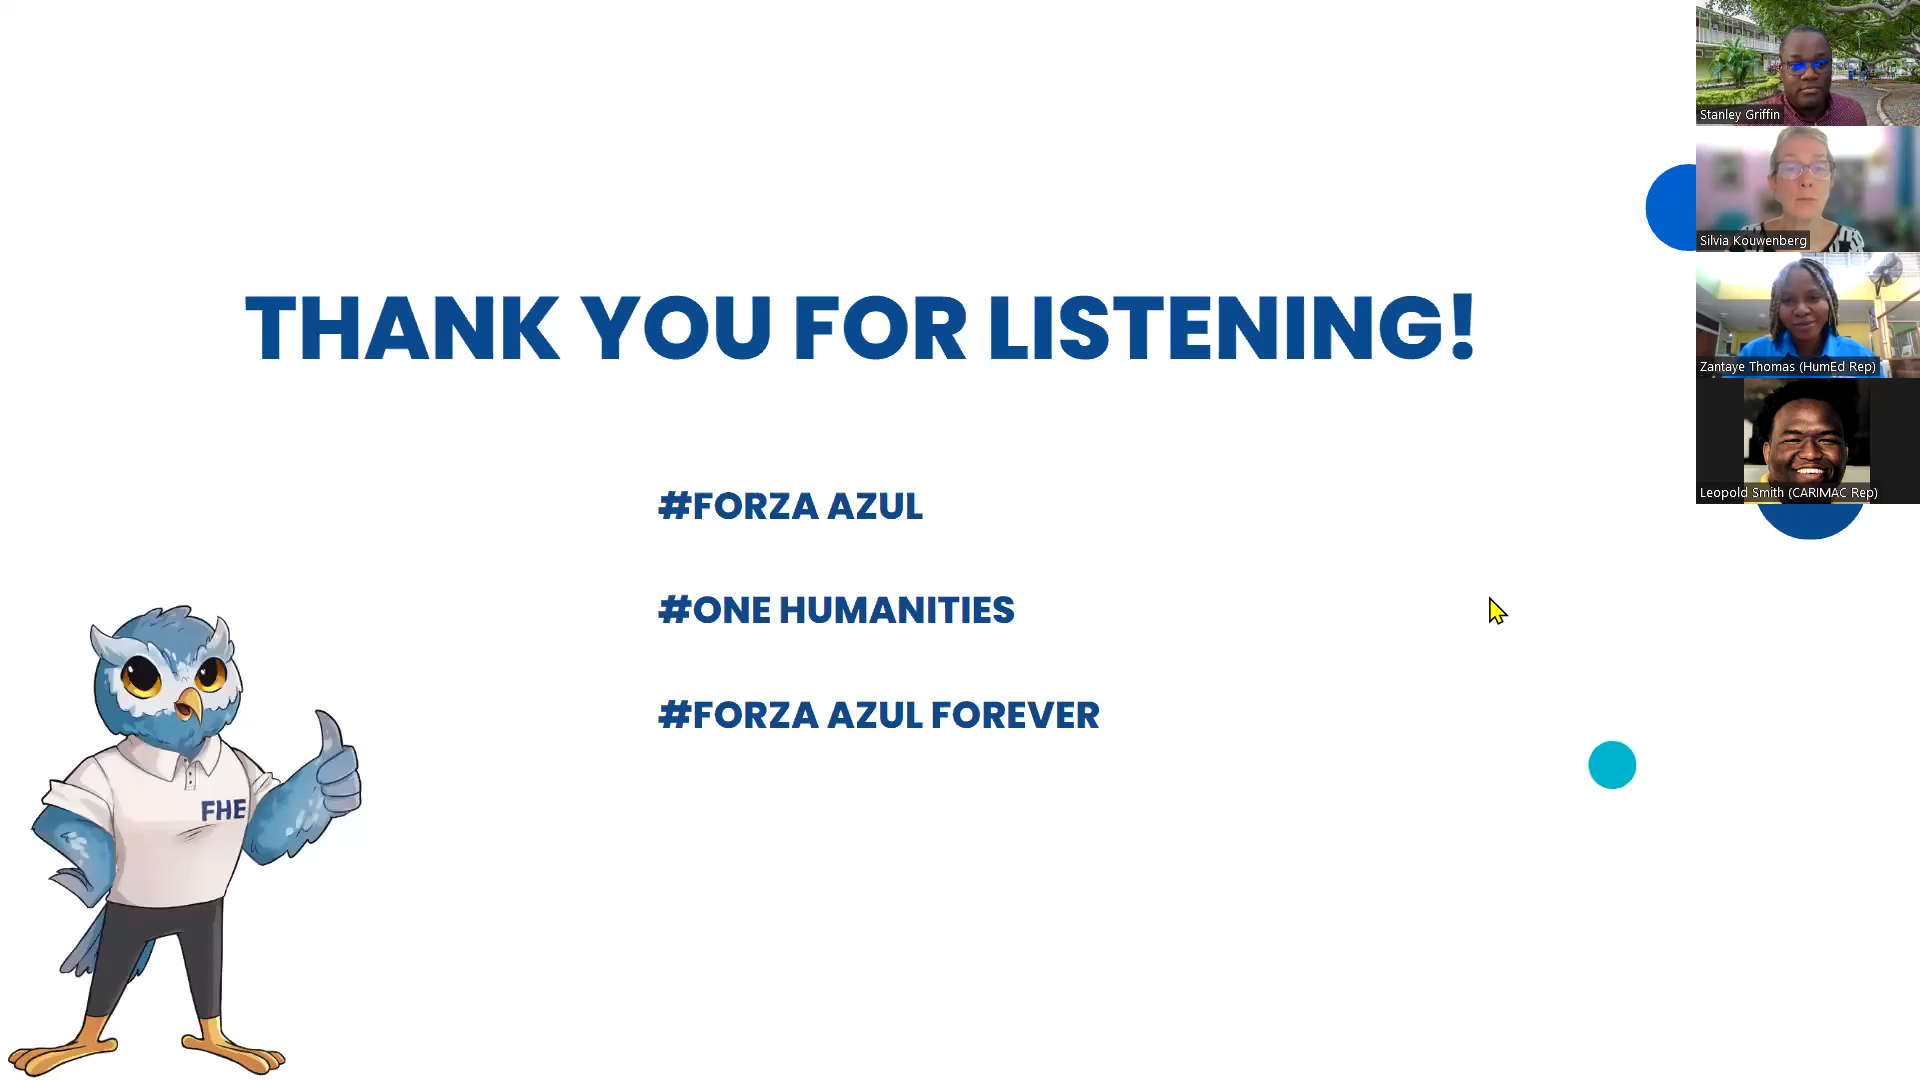 THANK YOU FOR LISTENING!
#FORZA AZUL
#ONE HUMANITIES
#FORZA AZUL FOREVER
FHE
Stanley Griffin
Silvia Kouwenberg
Zantaye Thomas (HumEd Rep)
Leopold Smith (CARIMAC Rep)